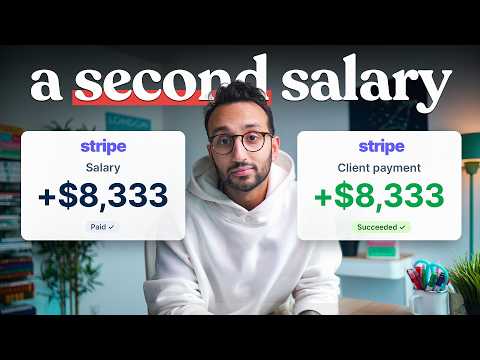 a second salary
stripe
Salary
+$8,333
Paid ✓
stripe
Client payment
+$8,333
Succeeded ✓